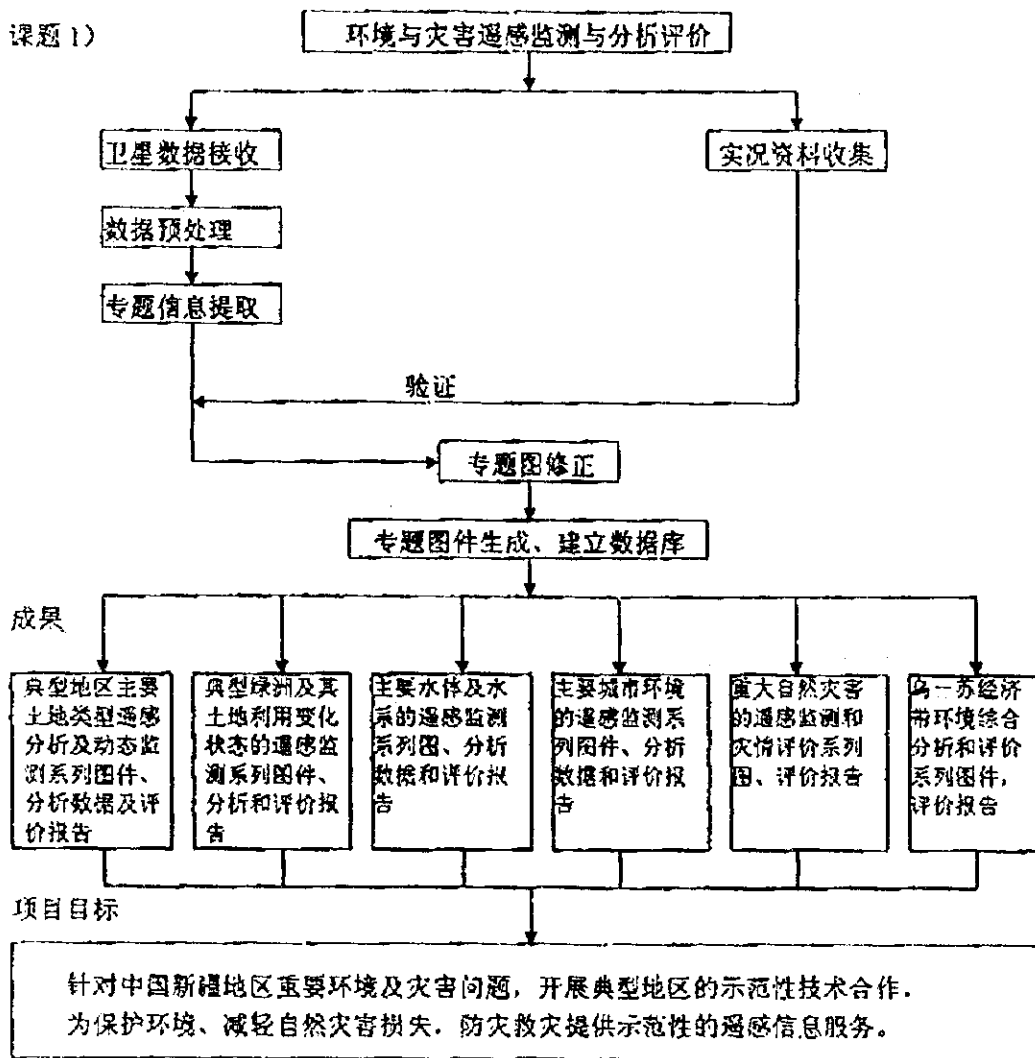 课题1）
环境与灾害遥感监测与分析评价
卫星数据接收
实况资料收集
数据预处理
专题信息提取
验证
专题图修正
专题图件生成、建立数据库
成果
典型地区主要
土地类型遥感
分析及动态监
测系列图件、
分析数据及评
价报告
典型绿洲及其
土地利用变化
状态的遥感监
测系列图件、
分析和评价报
告
主要水体及水
系的遥感监测
系列图、分析
数据和评价报
告
主要城市环境
的遥感监测系
列图件、分析
数据和评价报
告
重大自然灾害
的遥感监测和
灾情评价系列
图、评价报告
乌一苏经济
带环境综合
分析和评价
系列图件，
评价报告
项目目标
针对中国新疆地区重要环境及灾害问题，开展典型地区的示范性技术合作．
为保护环境、减轻自然灾害损失．防灾救灾提供示范性的遥感信息服务。